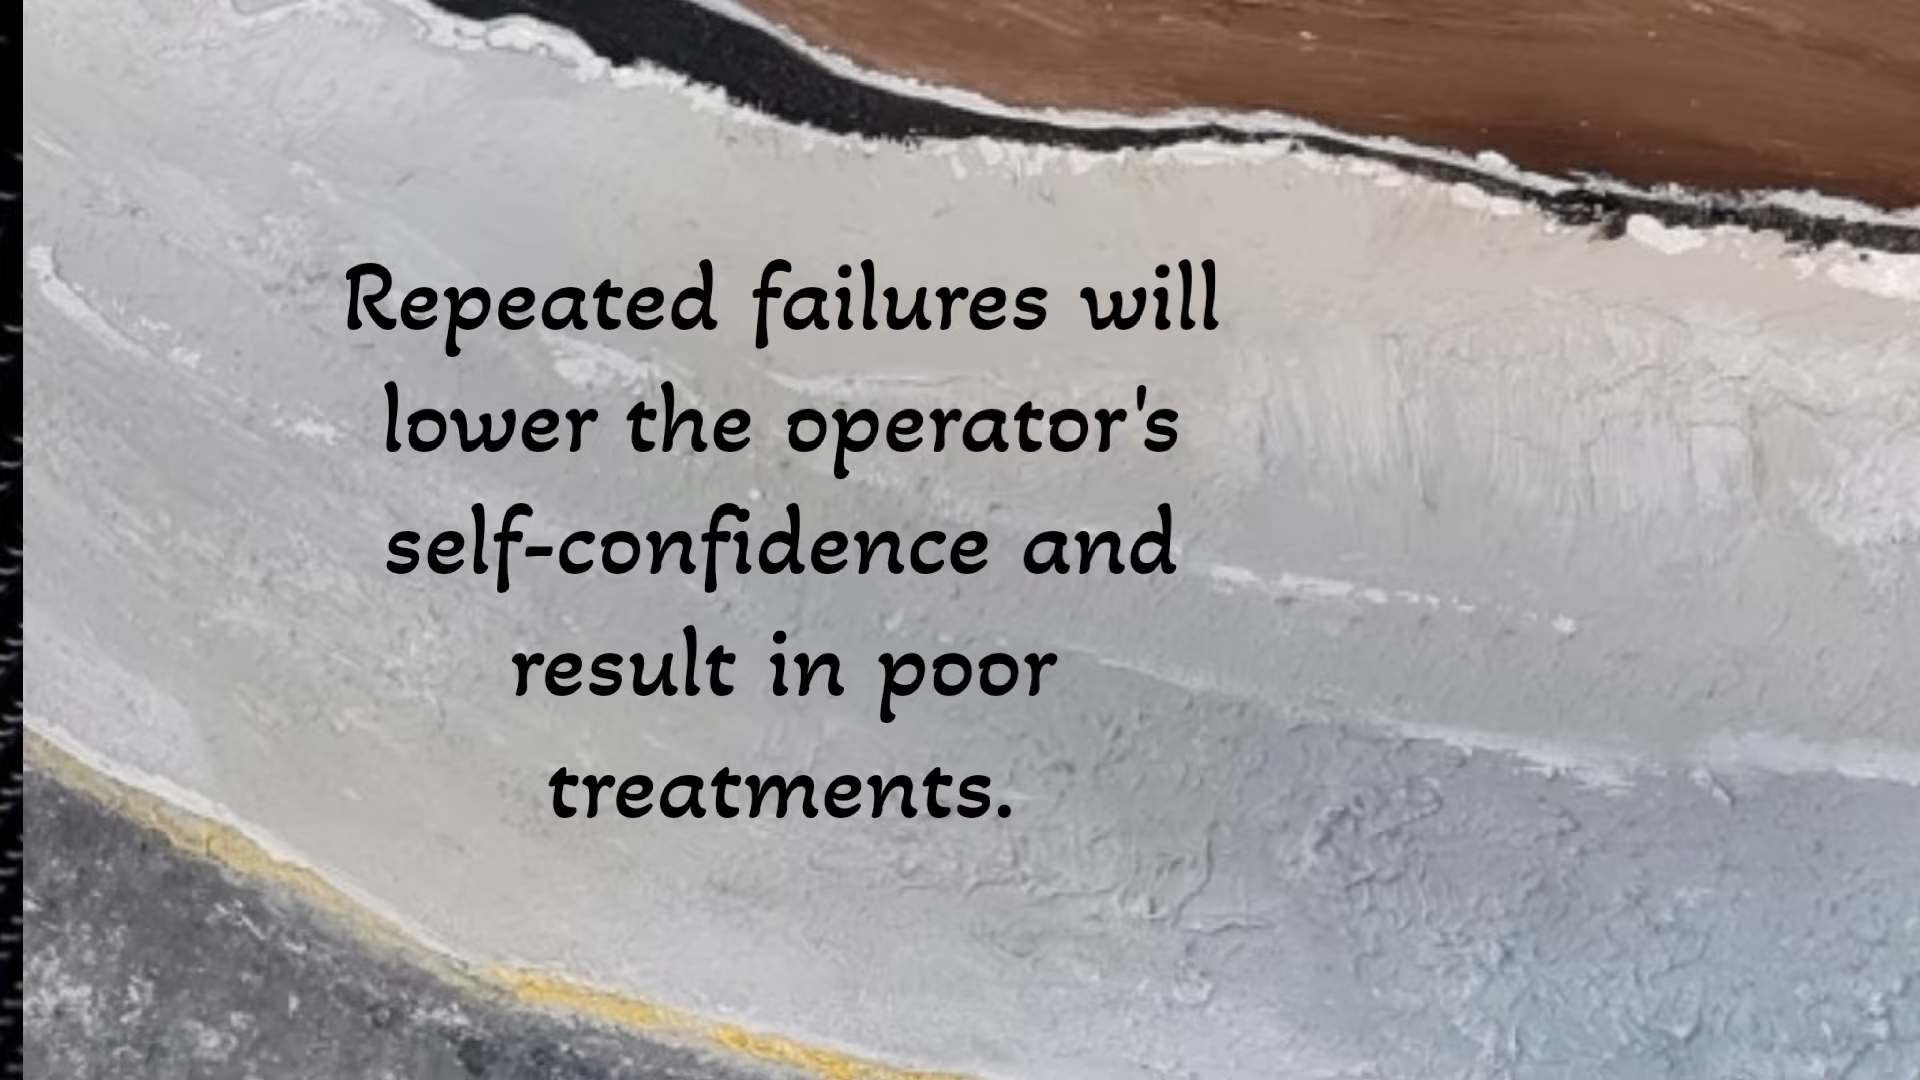 Repeated failures will
lower the operator's
self-confidence and
result in poor
treatments.